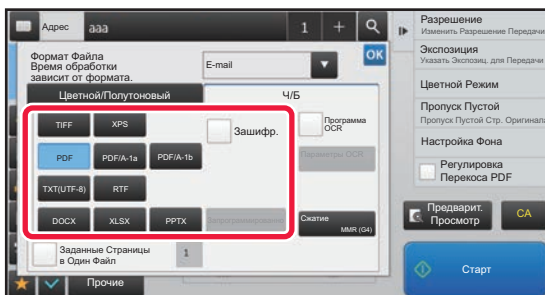 Адрес
aaa
1
Формат Файла
Время обработки
зависит от формата.
E-mail
OK
Цветной/Полутоновый
Ч/Б
TIFF
XPS
Зашифр.
Программа
OCR
PDF
PDF/A-1a
PDF/A-1b
Параметры OCR
TXT(UTF-8)
RTF
DOCX
XLSX
PPTX
Сжатие
MMR (G4)
Заданные Страницы
в Один Файл
1
Прочие
Разрешение
Изменить Разрешение Передачи
Экспозиция
Указать Экспозиц. для Передачи
Цветной Режим
Пропуск Пустой
Пропуск Пустой Стр. Оригинала
Настройка Фона
Регулировка
Перекоса PDF
Предварит.
Просмотр
CA
Старт